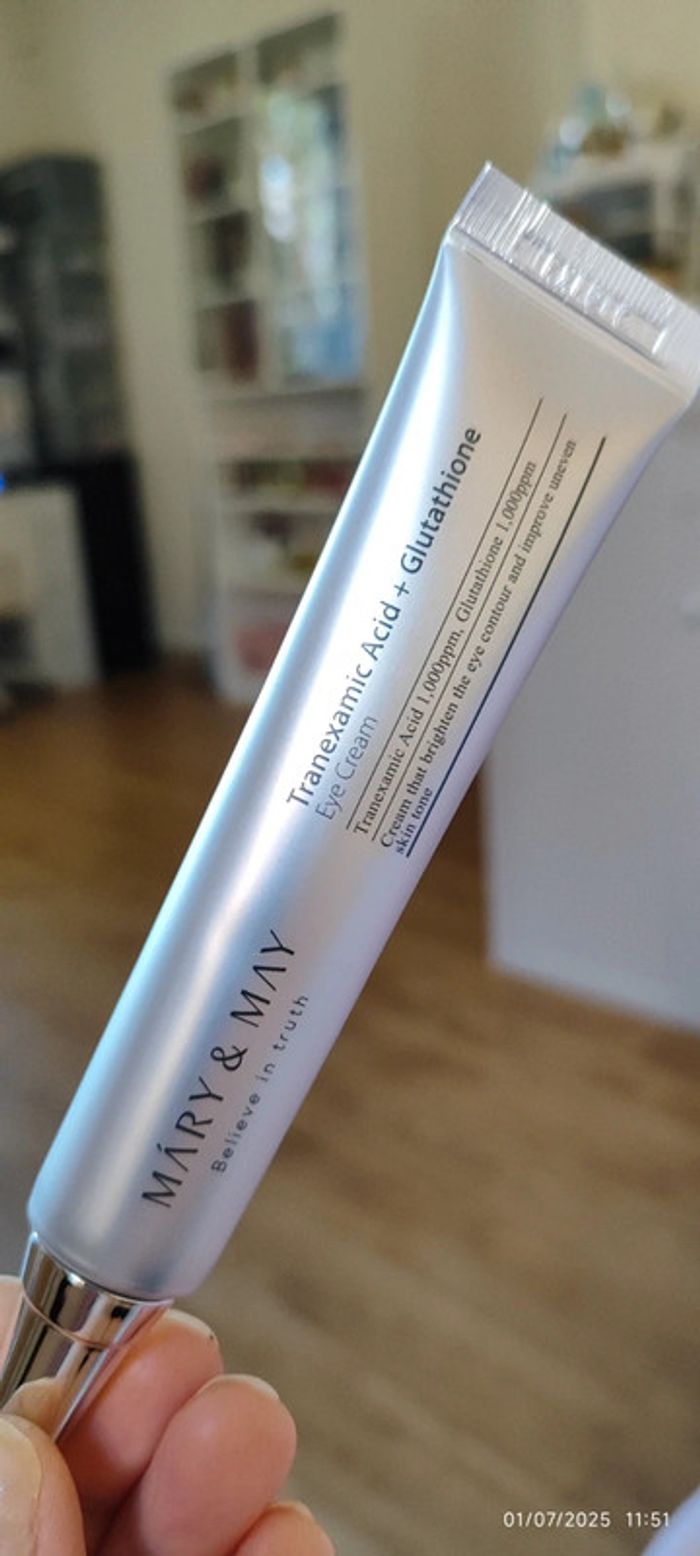 Tranexamic Acid + Glutathione
Eye Cream
Tranexamic Acid 1,000ppm, Glutathione 1,000ppm
Cream that brighten the eye contour and improve uneven
skin tone
MÁRY & MAY
Believe in truth
01/07/2025 11:51